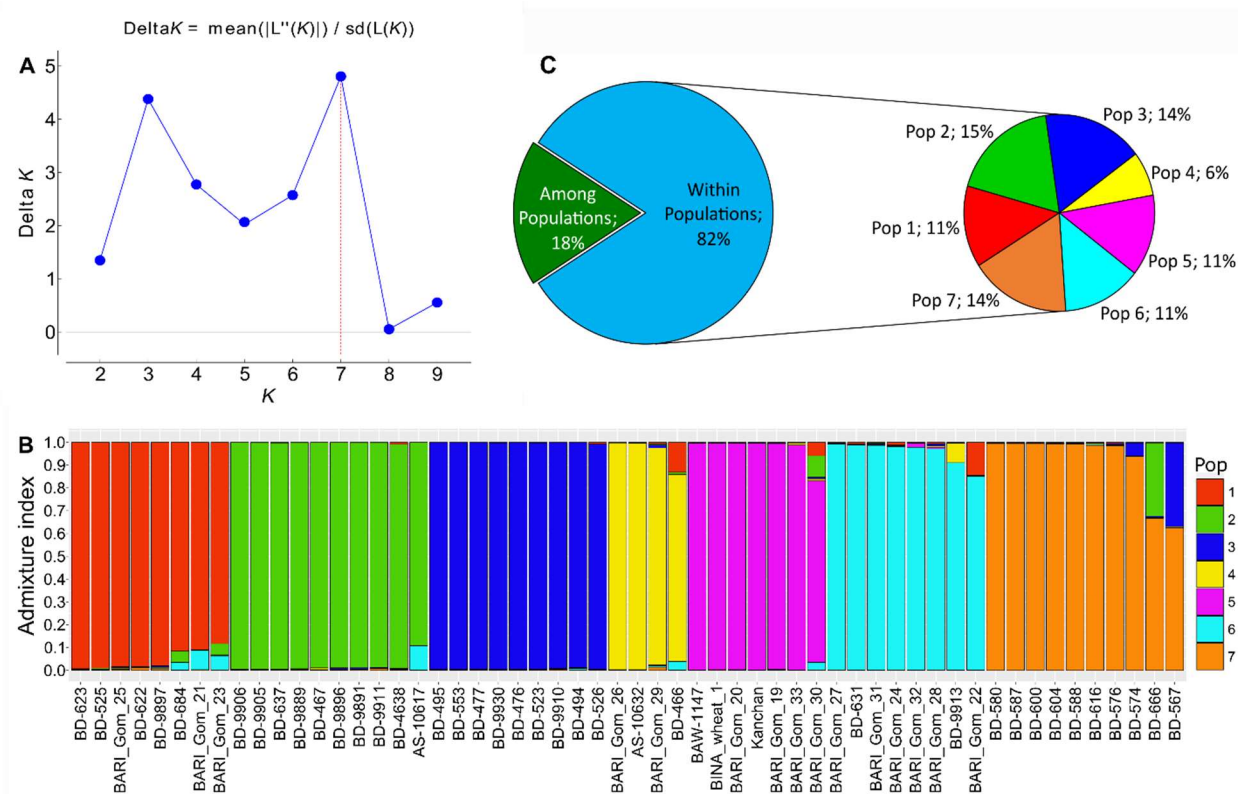 DeltaK = mean(|L''(K)|) / sd(L(K))
A
5
4
3
2
1
0
Delta K
2 3 4 5 6 7 8 9
K
C
Among
Populations;
18%
Within
Populations;
82%
Pop 3; 14%
Pop 2; 15%
Pop 4; 6%
Pop 1; 11%
Pop 5; 11%
Pop 7; 14%
Pop 6; 11%
B
1.0
0.9
0.8
0.7
0.6
0.5
0.4
0.3
0.2
0.1
0.0
Admixture index
BD-623
BD-525
BARI_Gom_25
BD-622
BD-9897
BD-684
BARI_Gom_21
BARI_Gom_23
BD-9906
BD-9905
BD-637
BD-9889
BD-467
BD-9896
BD-9891
BD-9911
BD-4638
AS-10617
BD-495
BD-553
BD-477
BD-9930
BD-476
BD-523
BD-9910
BD-494
BD-526
BARI_Gom_26
AS-10632
BARI_Gom_29
BD-466
BAW-1147
BINA_wheat_1
BARI_Gom_20
Kanchan
BARI_Gom_19
BARI_Gom_33
BARI_Gom_30
BARI_Gom_27
BD-631
BARI_Gom_31
BARI_Gom_24
BARI_Gom_32
BARI_Gom_28
BD-9913
BARI_Gom_22
BD-580
BD-587
BD-600
BD-604
BD-588
BD-616
BD-576
BD-574
BD-666
BD-567
Pop
1
2
3
4
5
6
7